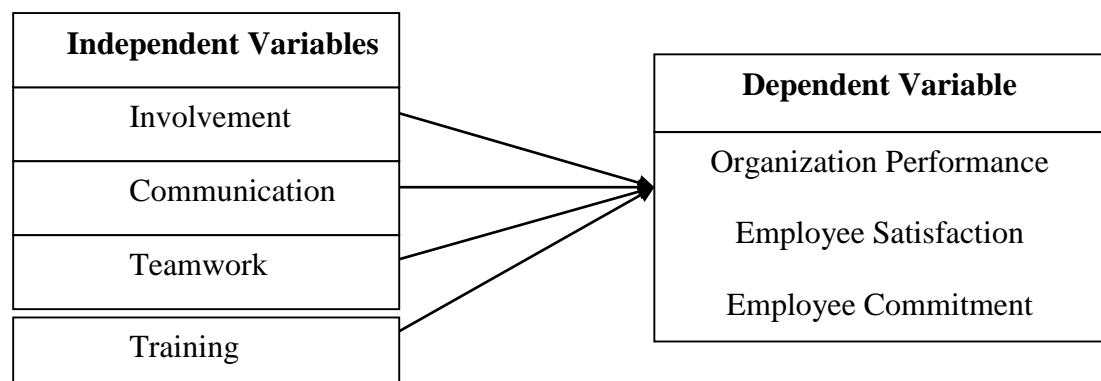 Independent Variables
Involvement
Communication
Teamwork
Training
Dependent Variable
Organization Performance
Employee Satisfaction
Employee Commitment